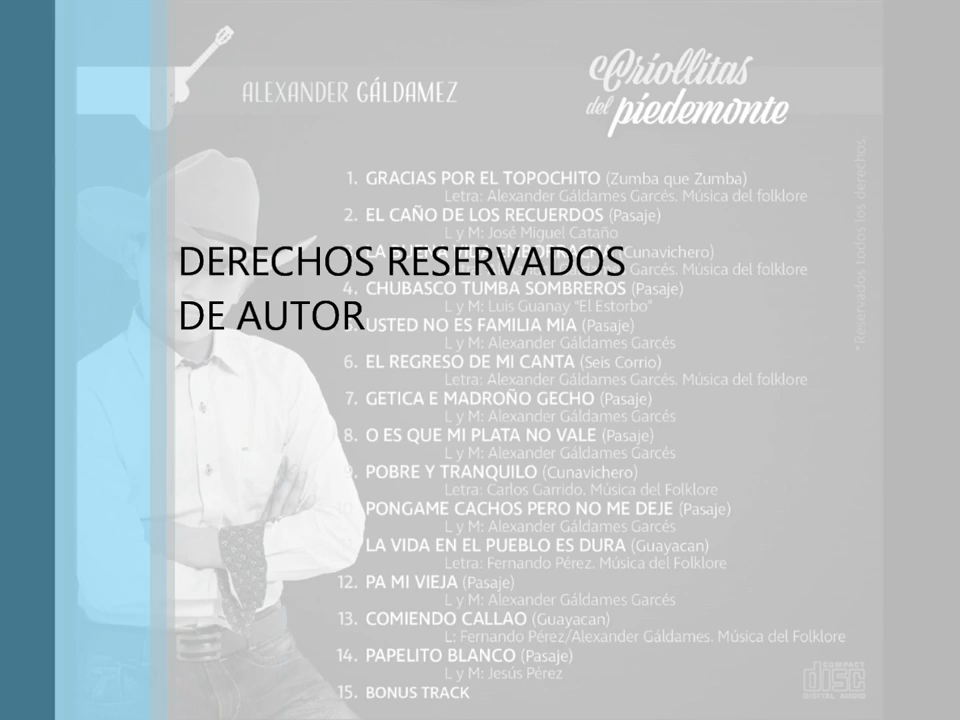 ALEXANDER GÁLDAMEZ
Criollitas
del piedemonte
1. GRACIAS POR EL TOPOCHITO (Zumba que Zumba)
Letra: Alexander Gáldames Garcés. Música del folklore
2. EL CAÑO DE LOS RECUERDOS (Pasaje)
L y M: José Miguel Cataño
3. LA BUENA VIDA EMBORRACHA (Cunavichero)
Garcés. Música del folklore
DERECHOS RESERVADOS
DE AUTOR
4. CHUBASCO TUMBA SOMBREROS (Pasaje)
L y M: Luis Guanay "El Estorbo"
5. USTED NO ES FAMILIA MIA (Pasaje)
L y M: Alexander Gáldames Garcés
6. EL REGRESO DE MI CANTA (Seis Corrio)
Letra: Alexander Gáldames Garcés. Música del folklore
7. GETICA E MADROÑO GECHO (Pasaje)
L y M: Alexander Gáldames Garcés
8. O ES QUE MI PLATA NO VALE (Pasaje)
L y M: Alexander Gáldames Garcés
9. POBRE Y TRANQUILO (Cunavichero)
Letra: Carlos Garrido. Música del Folklore
10. PONGAME CACHOS PERO NO ME DEJE (Pasaje)
L y M: Alexander Gáldames Garcés
LA VIDA EN EL PUEBLO ES DURA (Guayacan)
Letra: Fernando Pérez. Música del Folklore
12. PA MI VIEJA (Pasaje)
L y M: Alexander Gáldames Garcés
13. COMIENDO CALLAO (Guayacan)
L: Fernando Pérez/Alexander Gáldames. Música del Folklore
14. PAPELITO BLANCO (Pasaje)
L y M: Jesús Pérez
15. BONUS TRACK
* Reservados todos los derechos.
COMPACT
disc
DIGITAL AUDIO